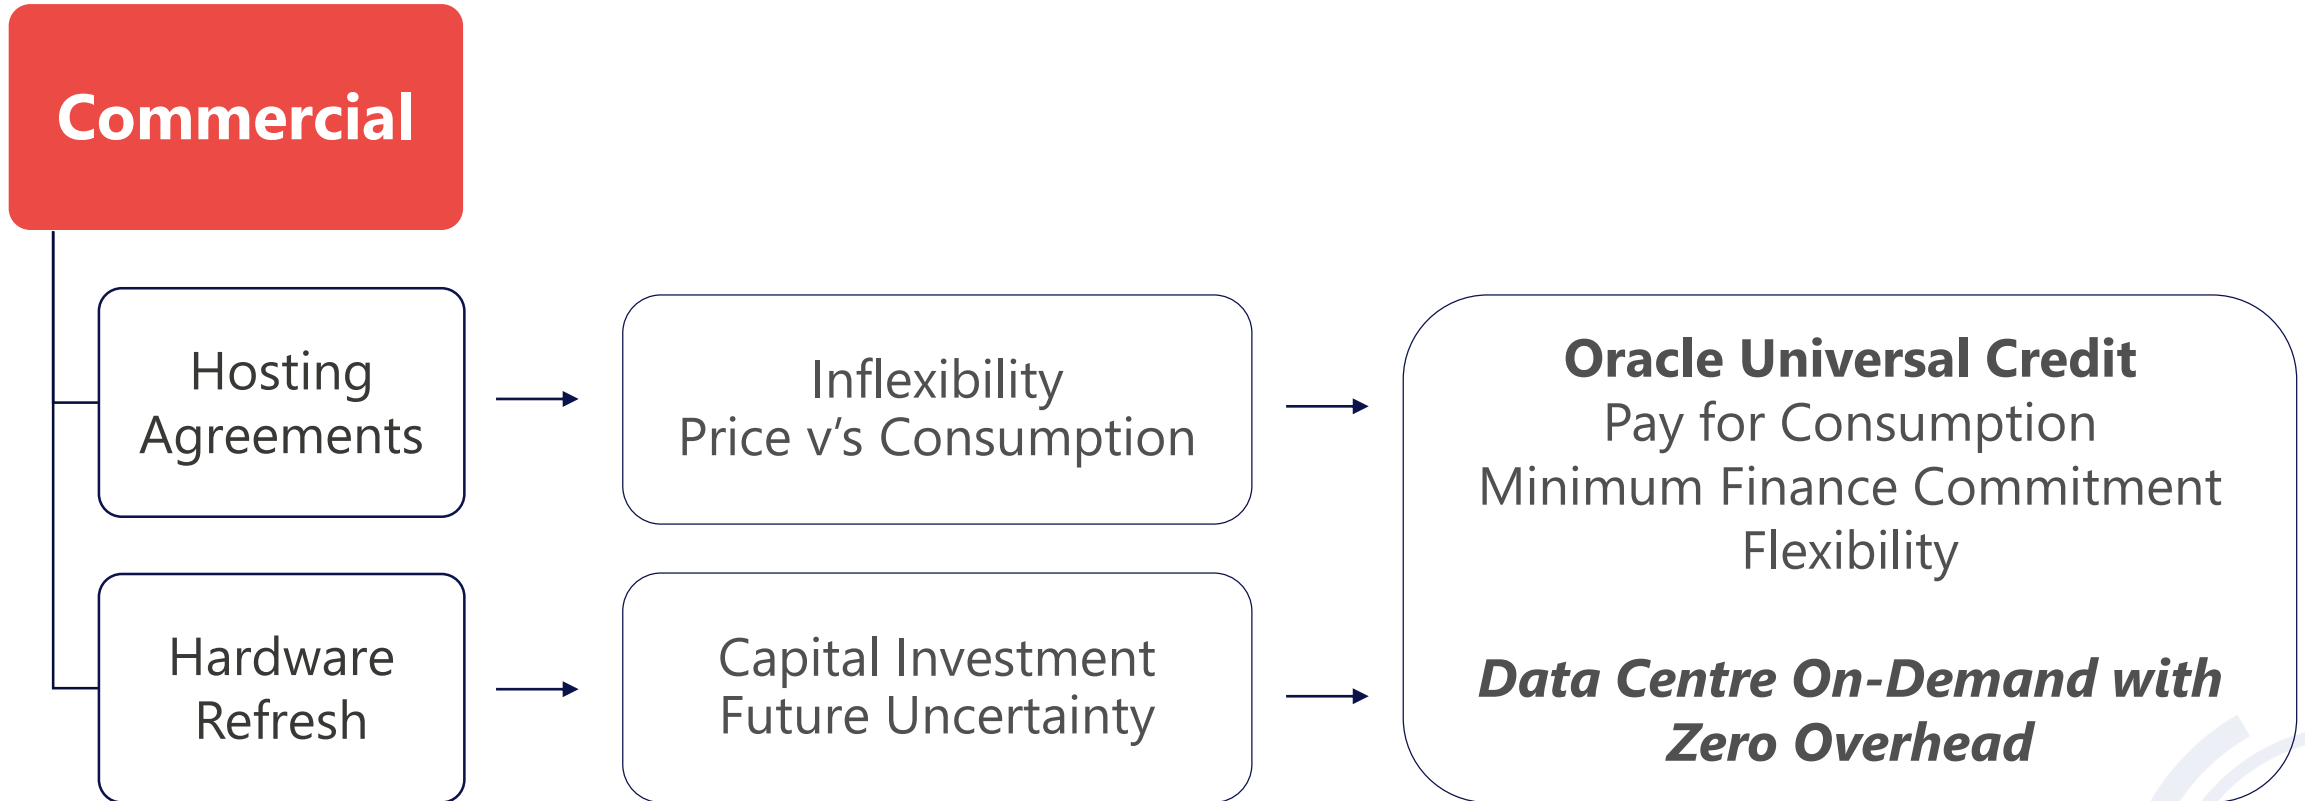 Commercial
Hosting
Agreements
Inflexibility
Price v’s Consumption
Oracle Universal Credit
Pay for Consumption
Minimum Finance Commitment
Flexibility
Data Centre On-Demand with
Zero Overhead
Hardware
Refresh
Capital Investment
Future Uncertainty